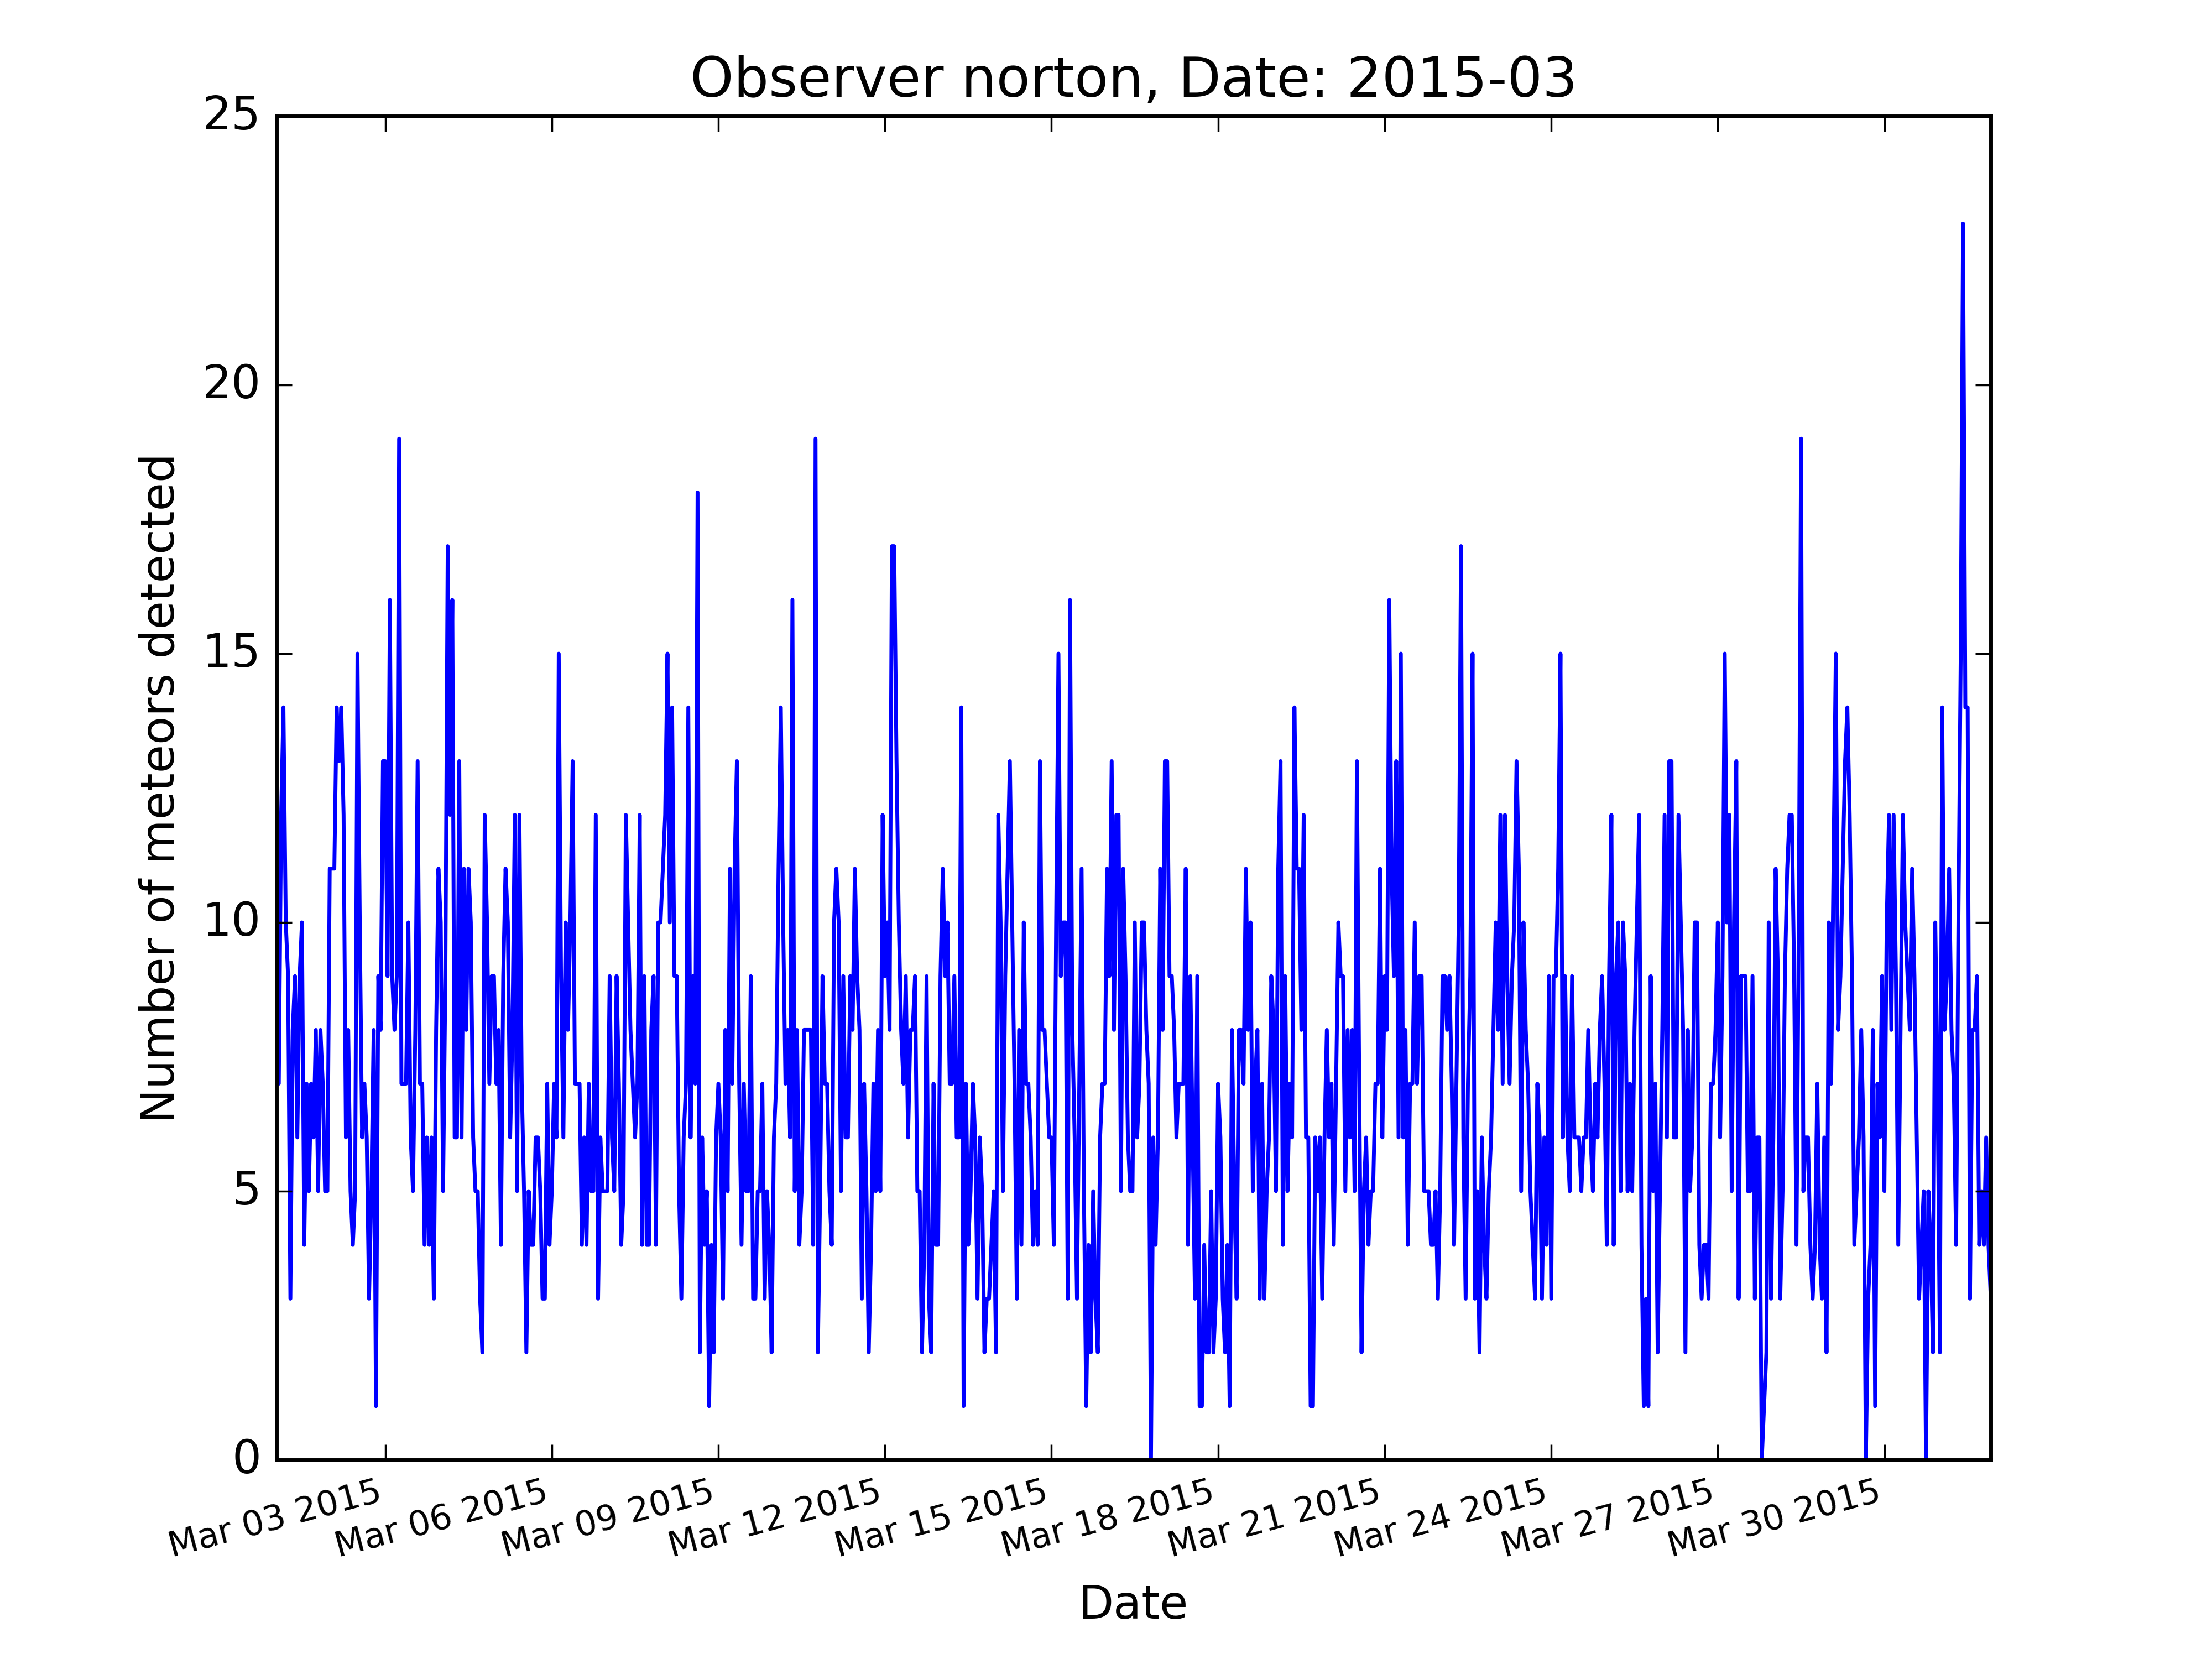 Observer norton, Date: 2015-03
Number of meteors detected
25
20
15
10
5
0
Mar 03 2015
Mar 06 2015
Mar 09 2015
Mar 12 2015
Mar 15 2015
Mar 18 2015
Mar 21 2015
Mar 24 2015
Mar 27 2015
Mar 30 2015
Date